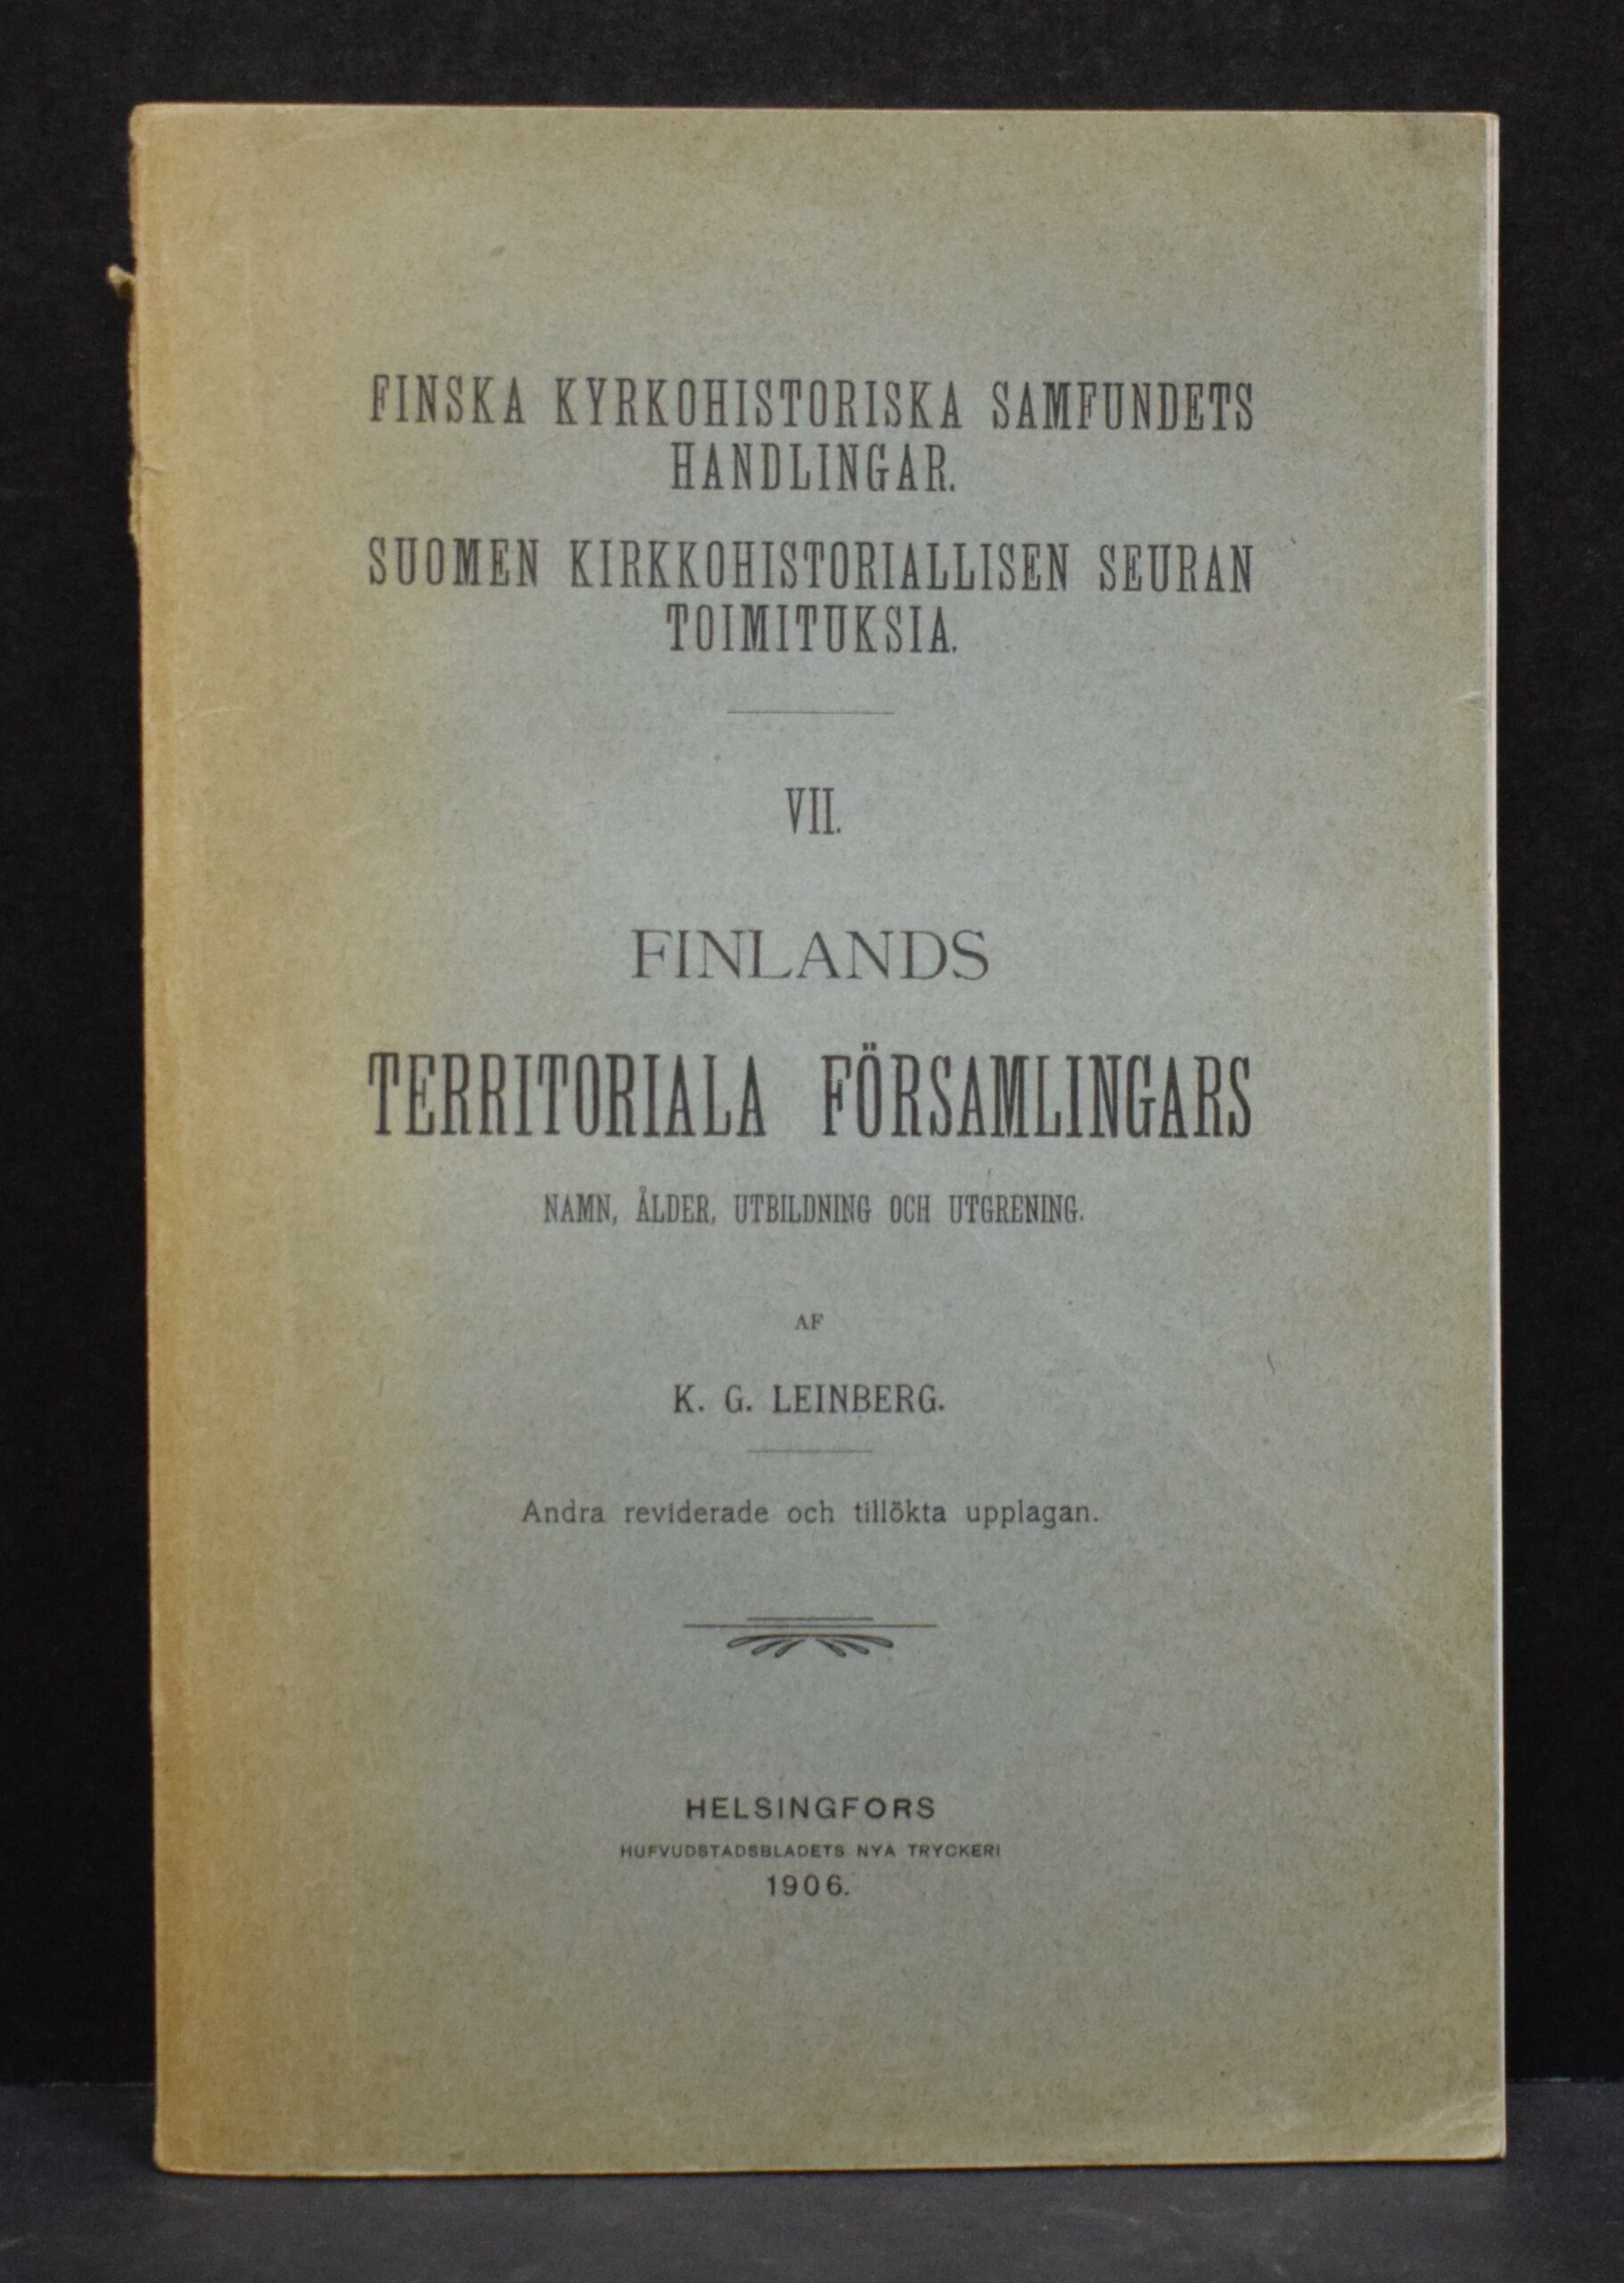 FINSKA KYRKOHISTORISKA SAMFUNDETS
HANDLINGAR.
SUOMEN KIRKKOHISTORIALLISEN SEURAN
TOIMITUKSIA.
VII.
FINLANDS
TERRITORIALA FÖRSAMLINGARS
NAMN, ÅLDER, UTBILDNING OCH UTGRENING.
AF
K. G. LEINBERG.
Andra reviderade och tillökta upplagan.
HELSINGFORS
HUFVUDSTADSBLADETS NYA TRYCKERI
1906.